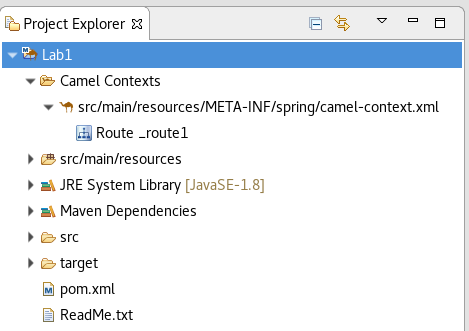 Project Explorer
Lab1
Camel Contexts
src/main/resources/META-INF/spring/camel-context.xml
Route _route1
src/main/resources
JRE System Library [JavaSE-1.8]
Maven Dependencies
src
target
pom.xml
ReadMe.txt